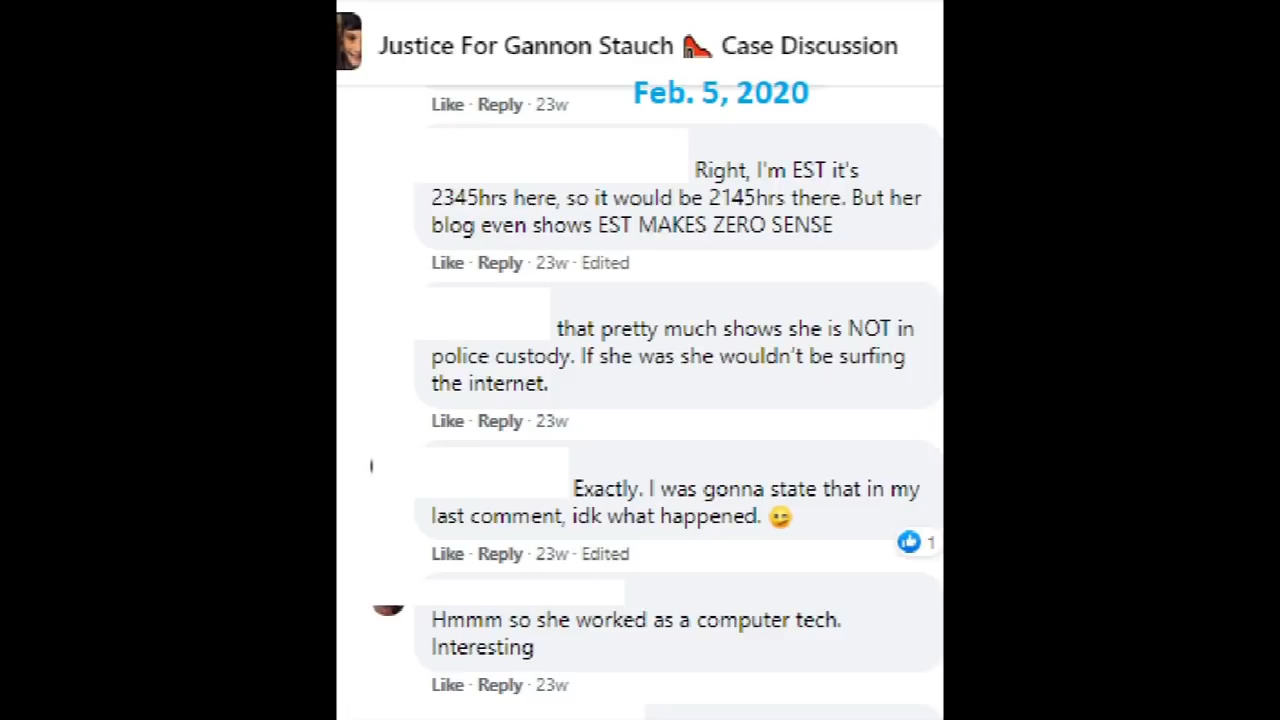 Justice For Gannon Stauch 👠 Case Discussion
Feb. 5, 2020
Like · Reply · 23w
Right, I'm EST it's
2345hrs here, so it would be 2145hrs there. But her
blog even shows EST MAKES ZERO SENSE
Like · Reply · 23w · Edited
that pretty much shows she is NOT in
police custody. If she was she wouldn't be surfing
the internet.
Like · Reply · 23w
Exactly. I was gonna state that in my
last comment, idk what happened. 🤪
1
Like · Reply · 23w · Edited
Hmmm so she worked as a computer tech.
Interesting
Like · Reply · 23w